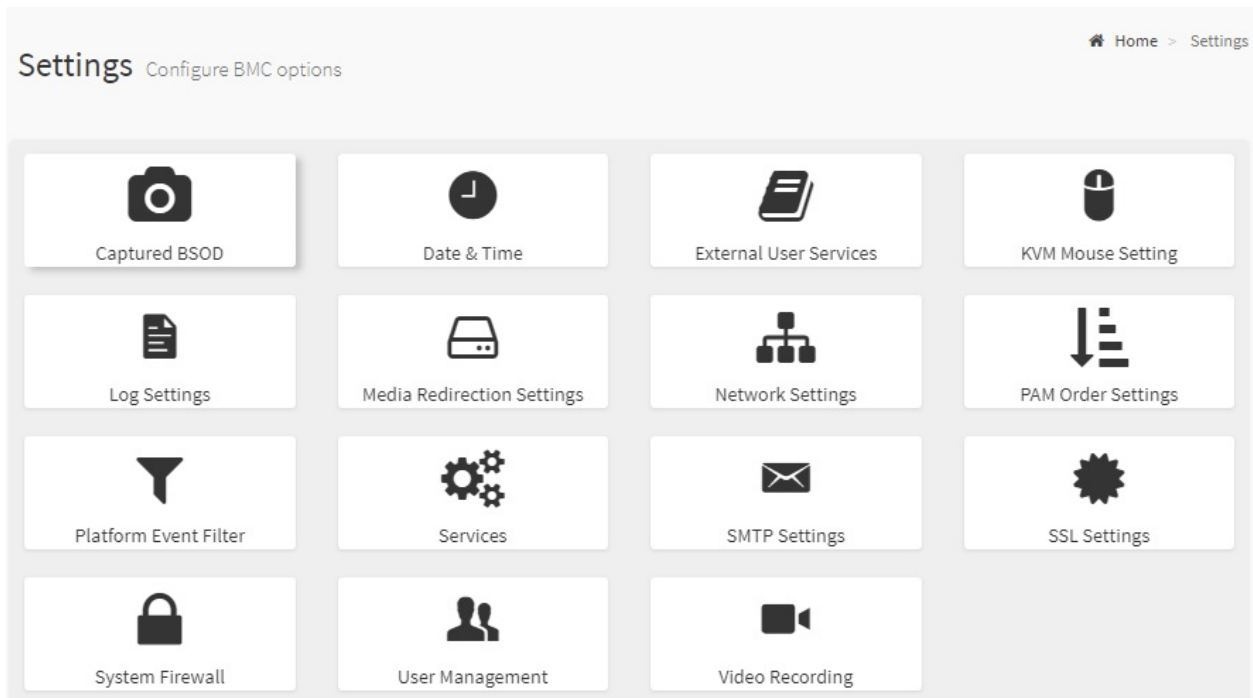 Home > Settings
Settings Configure BMC options
Captured BSOD
Date & Time
External User Services
KVM Mouse Setting
Log Settings
Media Redirection Settings
Network Settings
PAM Order Settings
Platform Event Filter
Services
SMTP Settings
SSL Settings
System Firewall
User Management
Video Recording